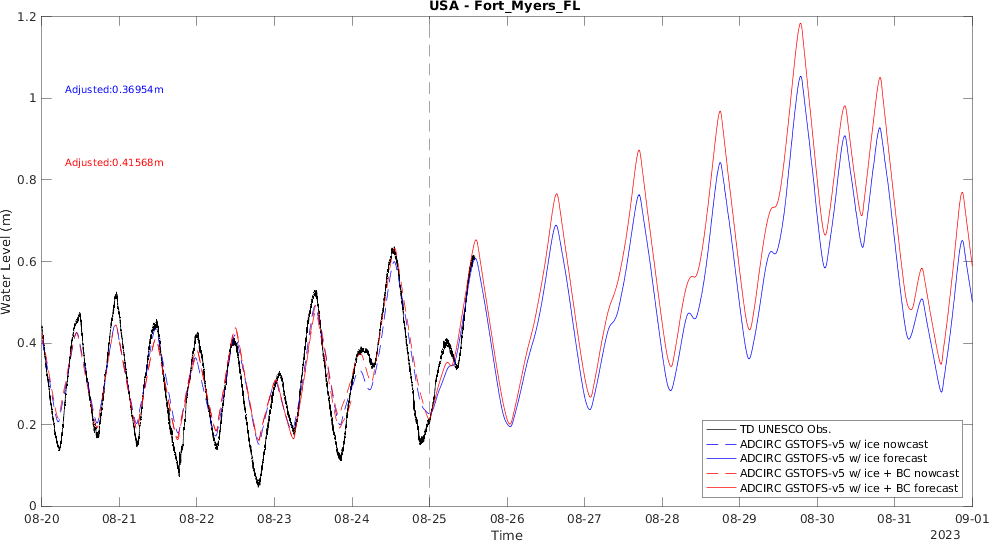 USA - Fort_Myers_FL
1.2
1
0.8
0.6
0.4
0.2
0
Water Level (m)
Adjusted:0.36954m
Adjusted:0.41568m
TD UNESCO Obs.
ADCIRC GSTOFS-v5 w/ ice nowcast
ADCIRC GSTOFS-v5 w/ ice forecast
ADCIRC GSTOFS-v5 w/ ice + BC nowcast
ADCIRC GSTOFS-v5 w/ ice + BC forecast
08-20 08-21 08-22 08-23 08-24 08-25 08-26 08-27 08-28 08-29 08-30 08-31 09-01
Time
2023